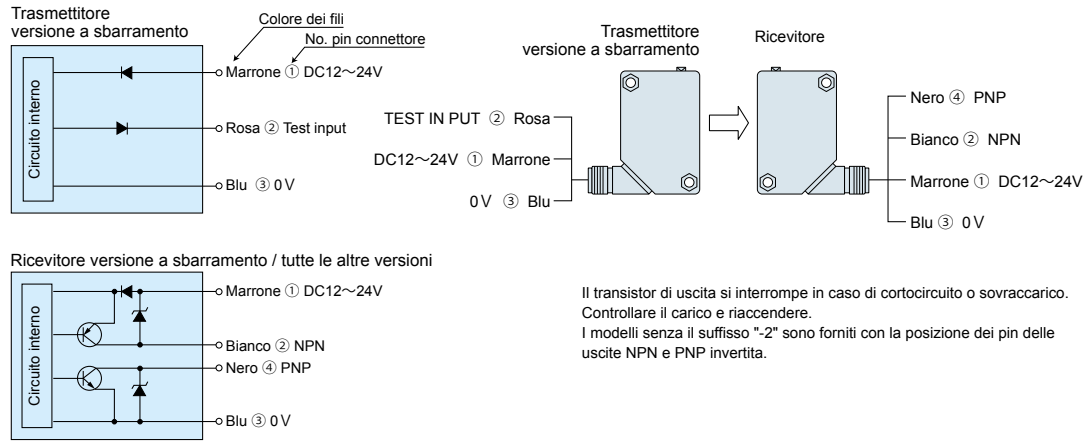 Trasmettitore
versione a sbarramento
Colore dei fili
No. pin connettore
Circuito interno
Marrone ① DC12～24V
Rosa ② Test input
Blu ③ 0 V
Trasmettitore
versione a sbarramento
Ricevitore
TEST IN PUT ② Rosa
DC12～24V ① Marrone
0 V ③ Blu
Nero ④ PNP
Bianco ② NPN
Marrone ① DC12～24V
Blu ③ 0 V
Ricevitore versione a sbarramento / tutte le altre versioni
Circuito interno
Marrone ① DC12～24V
Bianco ② NPN
Nero ④ PNP
Blu ③ 0 V
Il transistor di uscita si interrompe in caso di cortocircuito o sovraccarico.
Controllare il carico e riaccendere.
I modelli senza il suffisso "-2" sono forniti con la posizione dei pin delle
uscite NPN e PNP invertita.